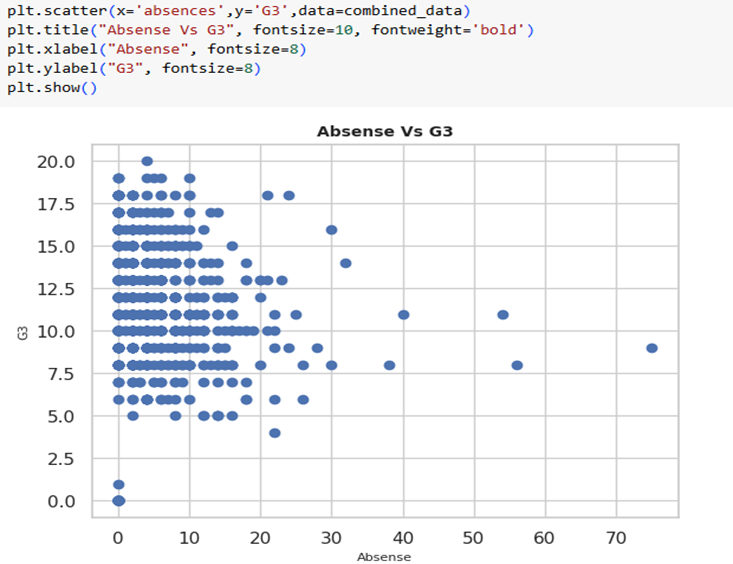 plt.scatter(x='absences',y='G3',data=combined_data)
plt.title("Absense Vs G3", fontsize=10, fontweight='bold')
plt.xlabel("Absense", fontsize=8)
plt.ylabel("G3", fontsize=8)
plt.show()
Absense Vs G3
20.0
17.5
15.0
12.5
10.0
7.5
5.0
2.5
0.0
G3
0 10 20 30 40 50 60 70
Absense